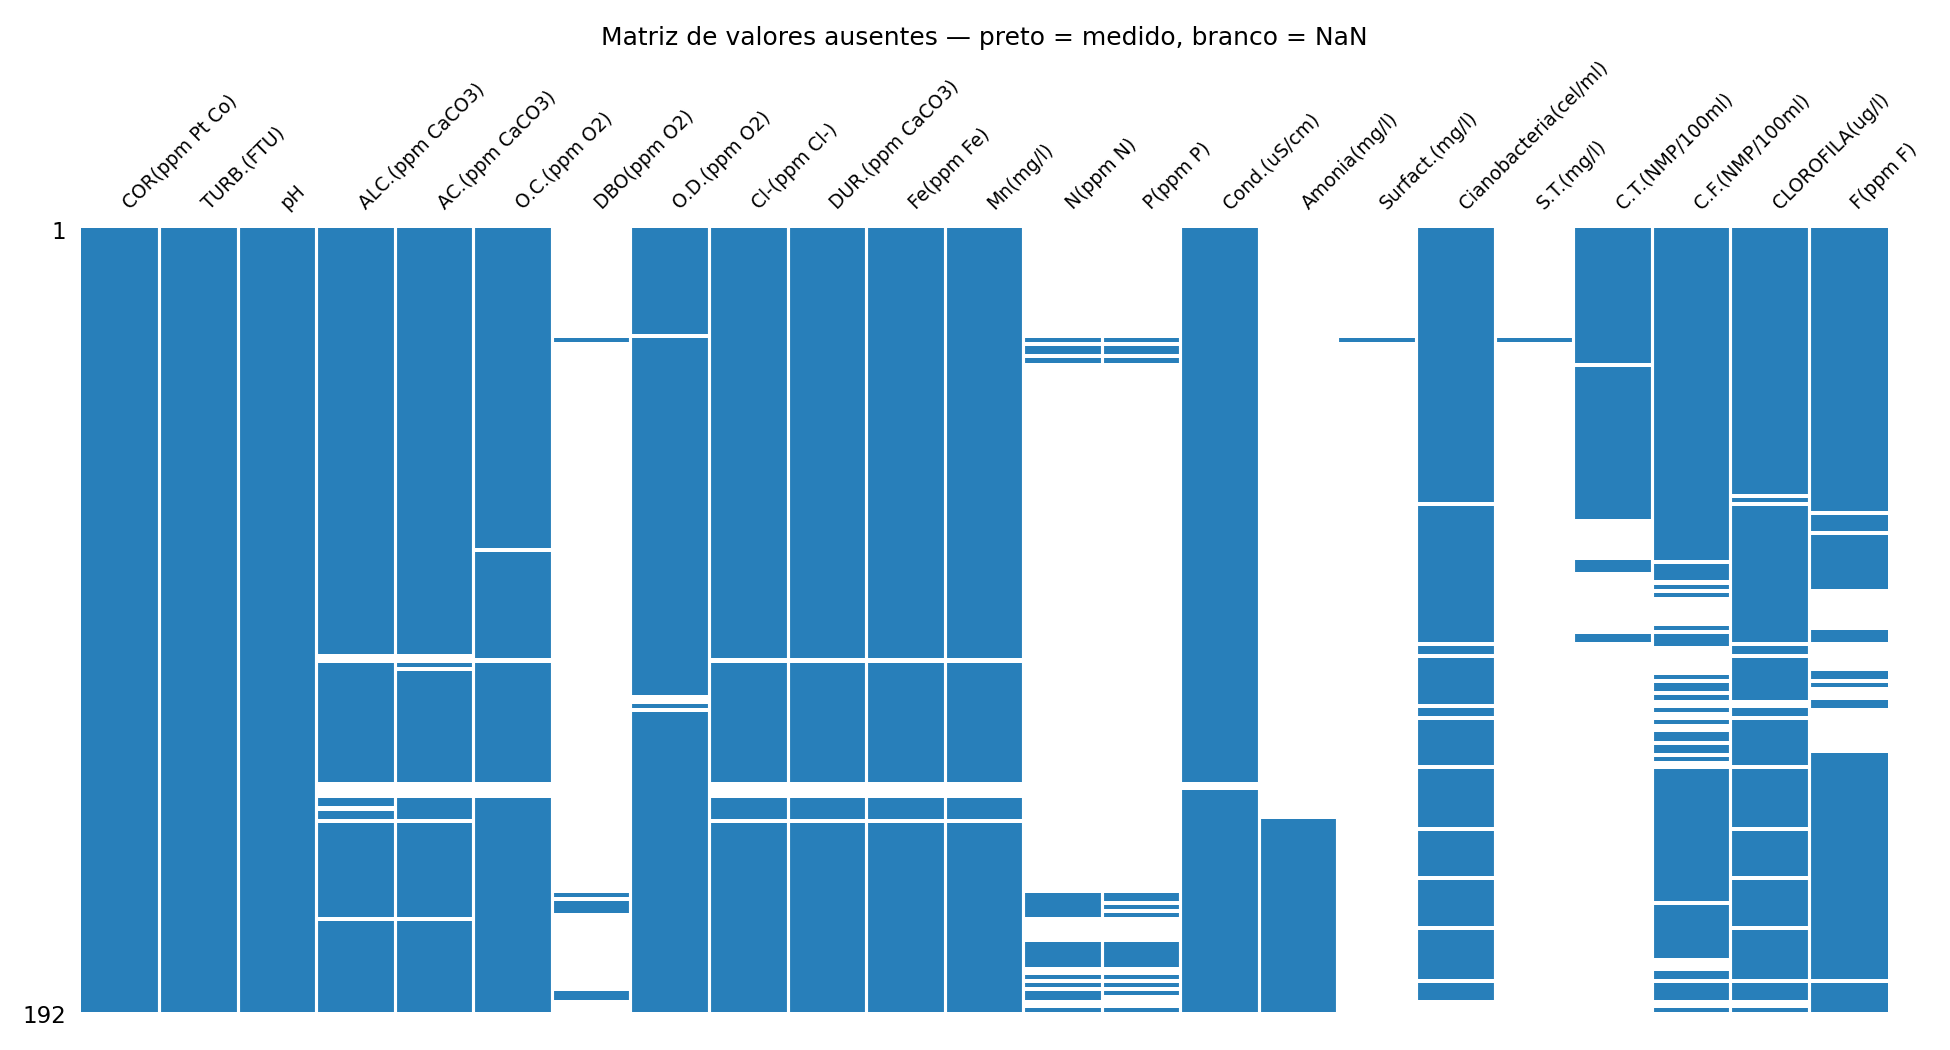 Matriz de valores ausentes — preto = medido, branco = NaN
COR(ppm Pt Co)
TURB.(FTU)
pH
ALC.(ppm CaCO3)
AC.(ppm CaCO3)
O.C.(ppm O2)
DBO(ppm O2)
O.D.(ppm O2)
Cl-(ppm Cl-)
DUR.(ppm CaCO3)
Fe(ppm Fe)
Mn(mg/l)
N(ppm N)
P(ppm P)
Cond.(uS/cm)
Amonia(mg/l)
Surfact.(mg/l)
Cianobacteria(cel/ml)
S.T.(mg/l)
C.T.(NMP/100ml)
C.F.(NMP/100ml)
CLOROFILA(ug/l)
F(ppm F)
1
192